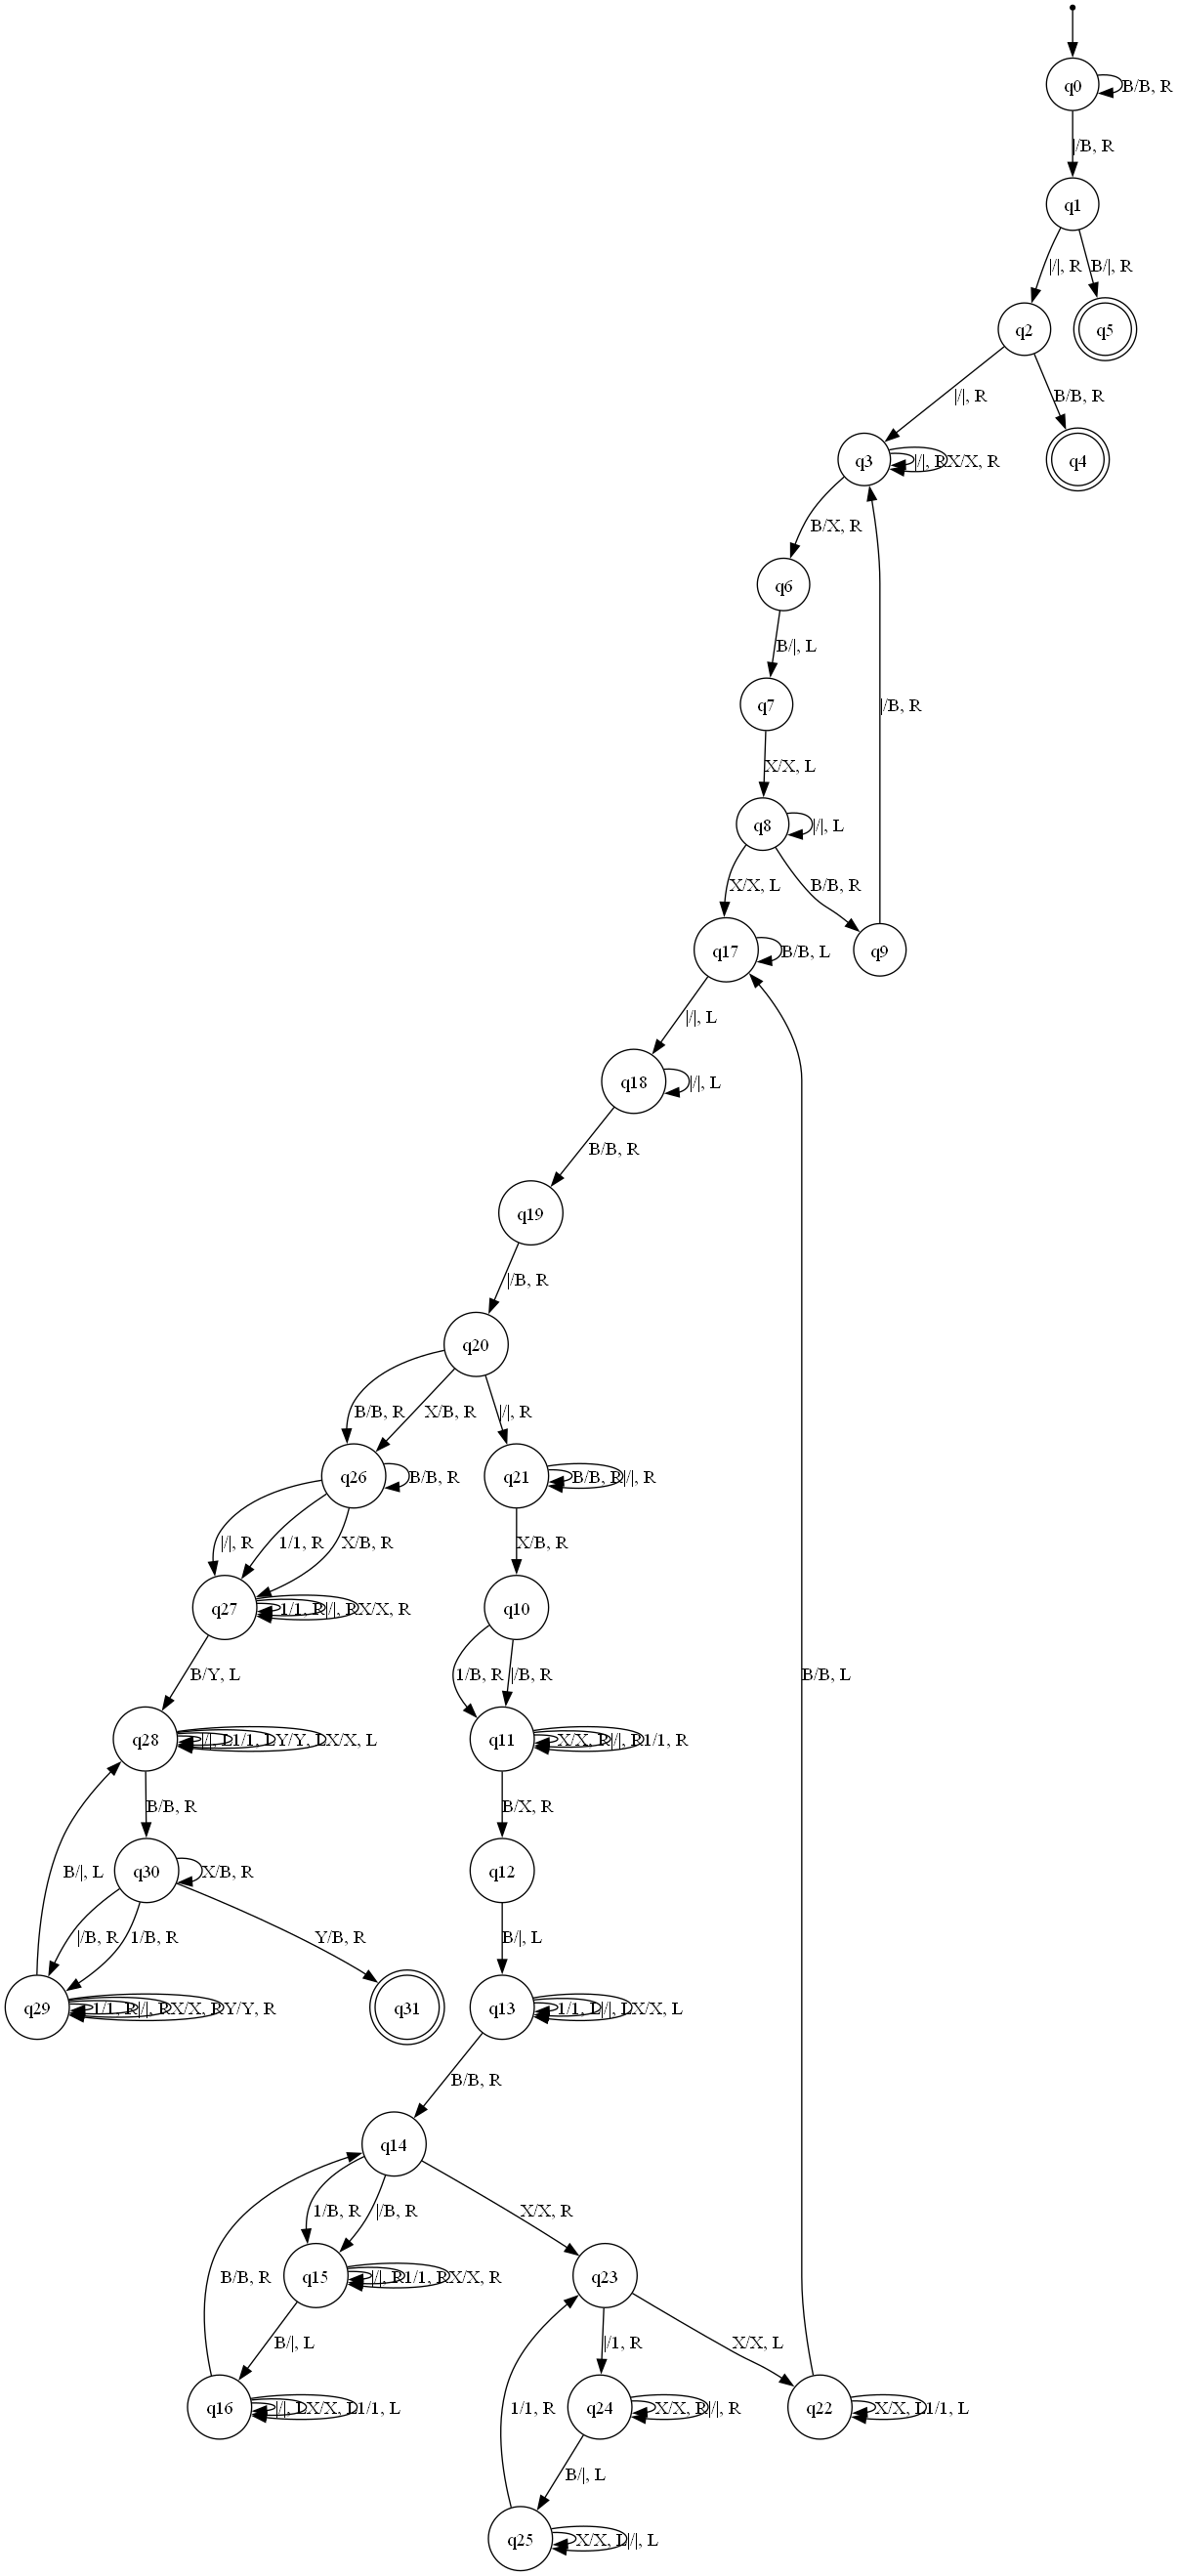 q0
B/B, R
|/B, R
q1
|/|, R
B/|, R
q2
q5
|/|, R
B/B, R
q3
|/|, R
X/X, R
q4
B/X, R
q6
B/|, L
q7
|/B, R
X/X, L
q8
|/|, L
X/X, L
B/B, R
q17
B/B, L
q9
|/|, L
q18
|/|, L
B/B, R
q19
|/B, R
q20
B/B, R
X/B, R
|/|, R
q26
B/B, R
q21
B/B, R
|/|, R
|/|, R
1/1, R
X/B, R
X/B, R
q27
1/1, R
|/|, R
X/X, R
q10
B/Y, L
1/B, R
|/B, R
B/B, L
q28
|/|, L
1/1, L
Y/Y, L
X/X, L
q11
X/X, R
|/|, R
1/1, R
B/B, R
B/X, R
B/|, L
q30
X/B, R
q12
|/B, R
1/B, R
Y/B, R
B/|, L
q29
1/1, R
|/|, R
X/X, R
Y/Y, R
q31
q13
1/1, L
|/|, L
X/X, L
B/B, R
q14
1/B, R
|/B, R
X/X, R
B/B, R
q15
|/|, R
1/1, R
X/X, R
q23
B/|, L
|/1, R
X/X, L
1/1, R
q16
|/|, L
X/X, L
1/1, L
q24
X/X, R
|/|, R
q22
X/X, L
1/1, L
B/|, L
q25
X/X, L
|/|, L